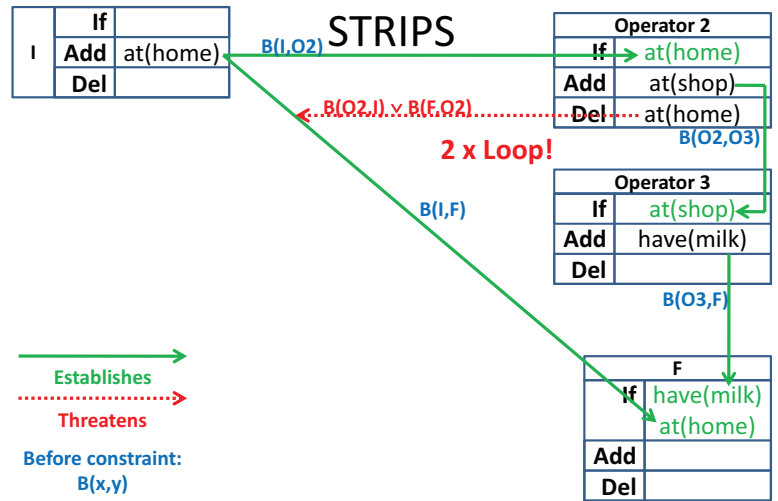 STRIPS
I
If
Add at(home)
Del
B(I,O2)
Operator 2
If at(home)
Add at(shop)
Del at(home)
B(O2,I) ∨ B(F,O2)
2 x Loop!
B(O2,O3)
Operator 3
If at(shop)
Add have(milk)
Del
B(I,F)
B(O3,F)
F
If have(milk)
at(home)
Add
Del
Establishes
Threatens
Before constraint:
B(x,y)